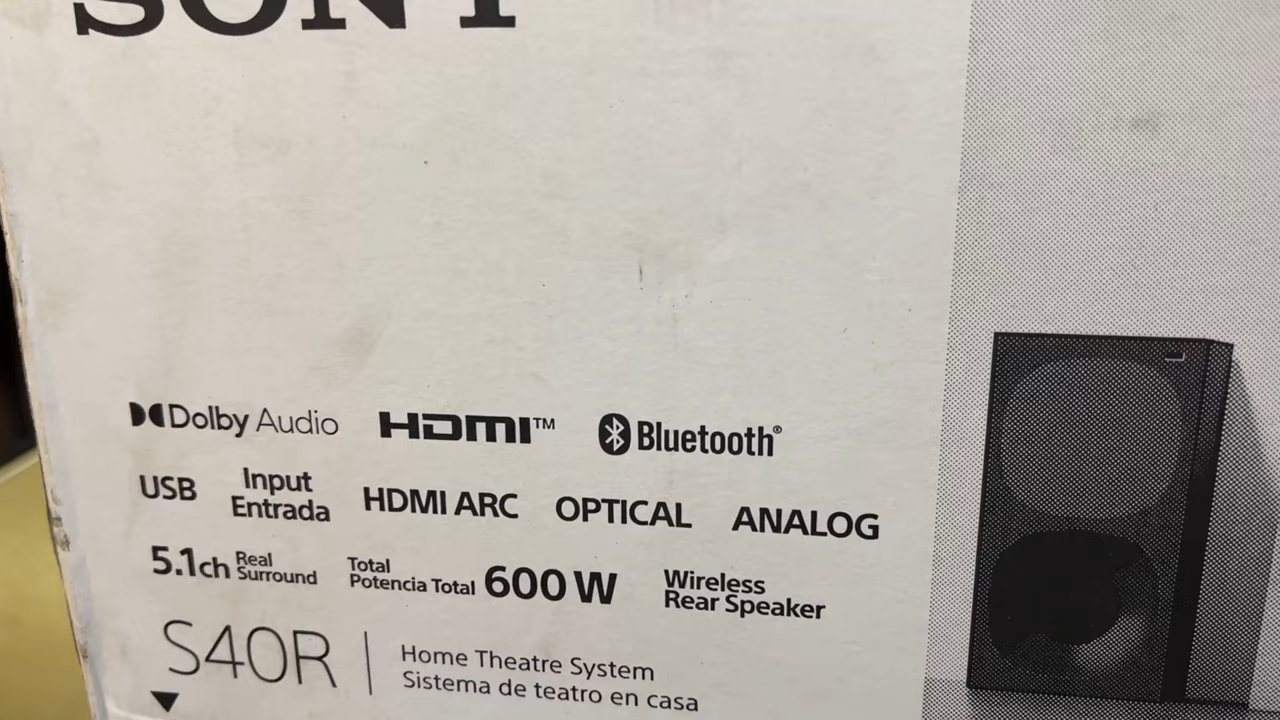 SONY
Dolby Audio HDMI™ Bluetooth®
USB Input Entrada HDMI ARC OPTICAL ANALOG
5.1ch Real Surround Total Potencia Total 600 W Wireless Rear Speaker
S40R Home Theatre System
Sistema de teatro en casa
L